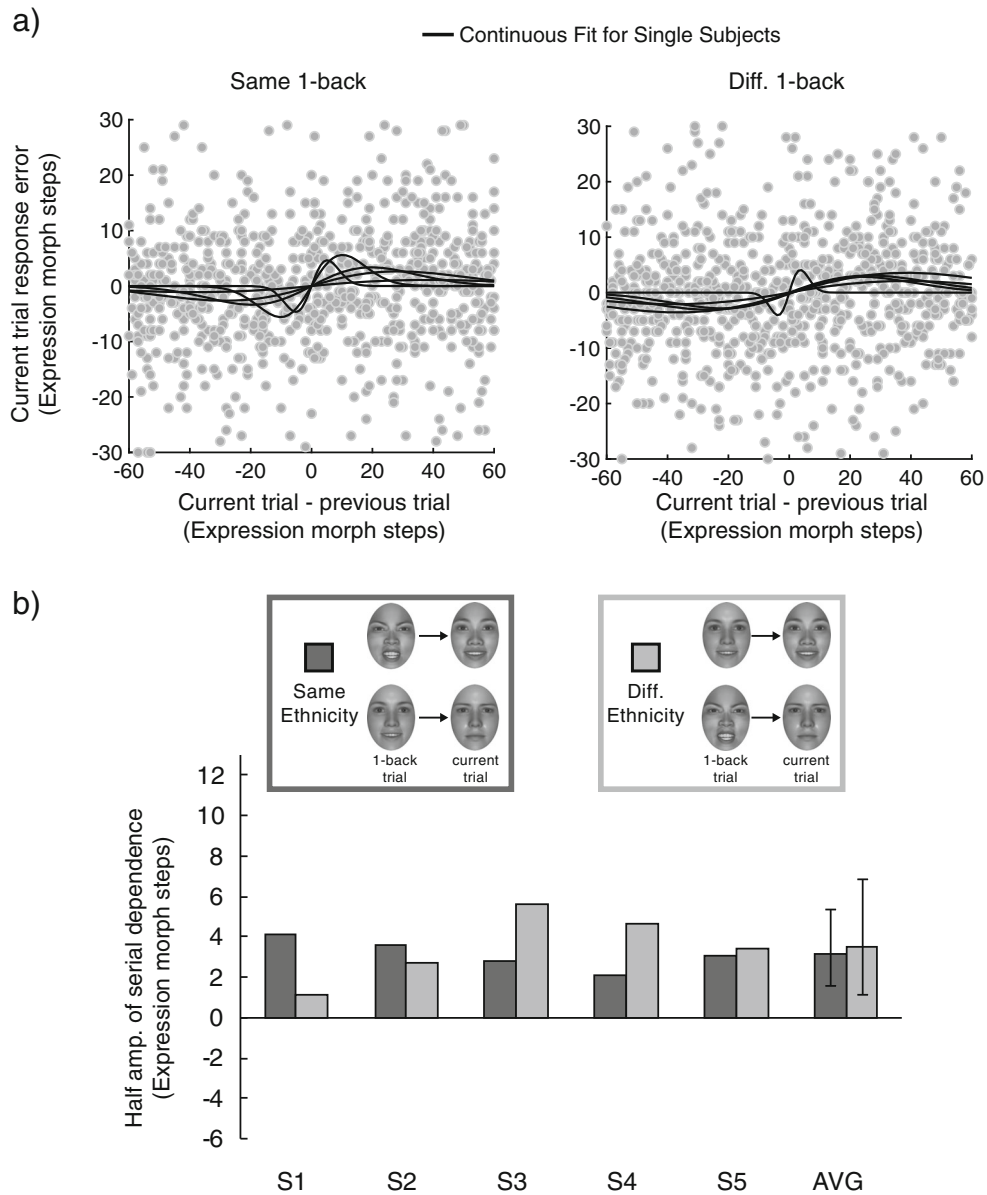 a)
Continuous Fit for Single Subjects
Same 1-back
Diff. 1-back
Current trial response error
(Expression morph steps)
30
20
10
0
-10
-20
-30
-60
-40
-20
0
20
40
60
Current trial - previous trial
(Expression morph steps)
30
20
10
0
-10
-20
-30
-60
-40
-20
0
20
40
60
Current trial - previous trial
(Expression morph steps)
b)
Same
Ethnicity
1-back
trial
current
trial
Diff.
Ethnicity
1-back
trial
current
trial
Half amp. of serial dependence
(Expression morph steps)
12
10
8
6
4
2
0
-2
-4
-6
S1
S2
S3
S4
S5
AVG